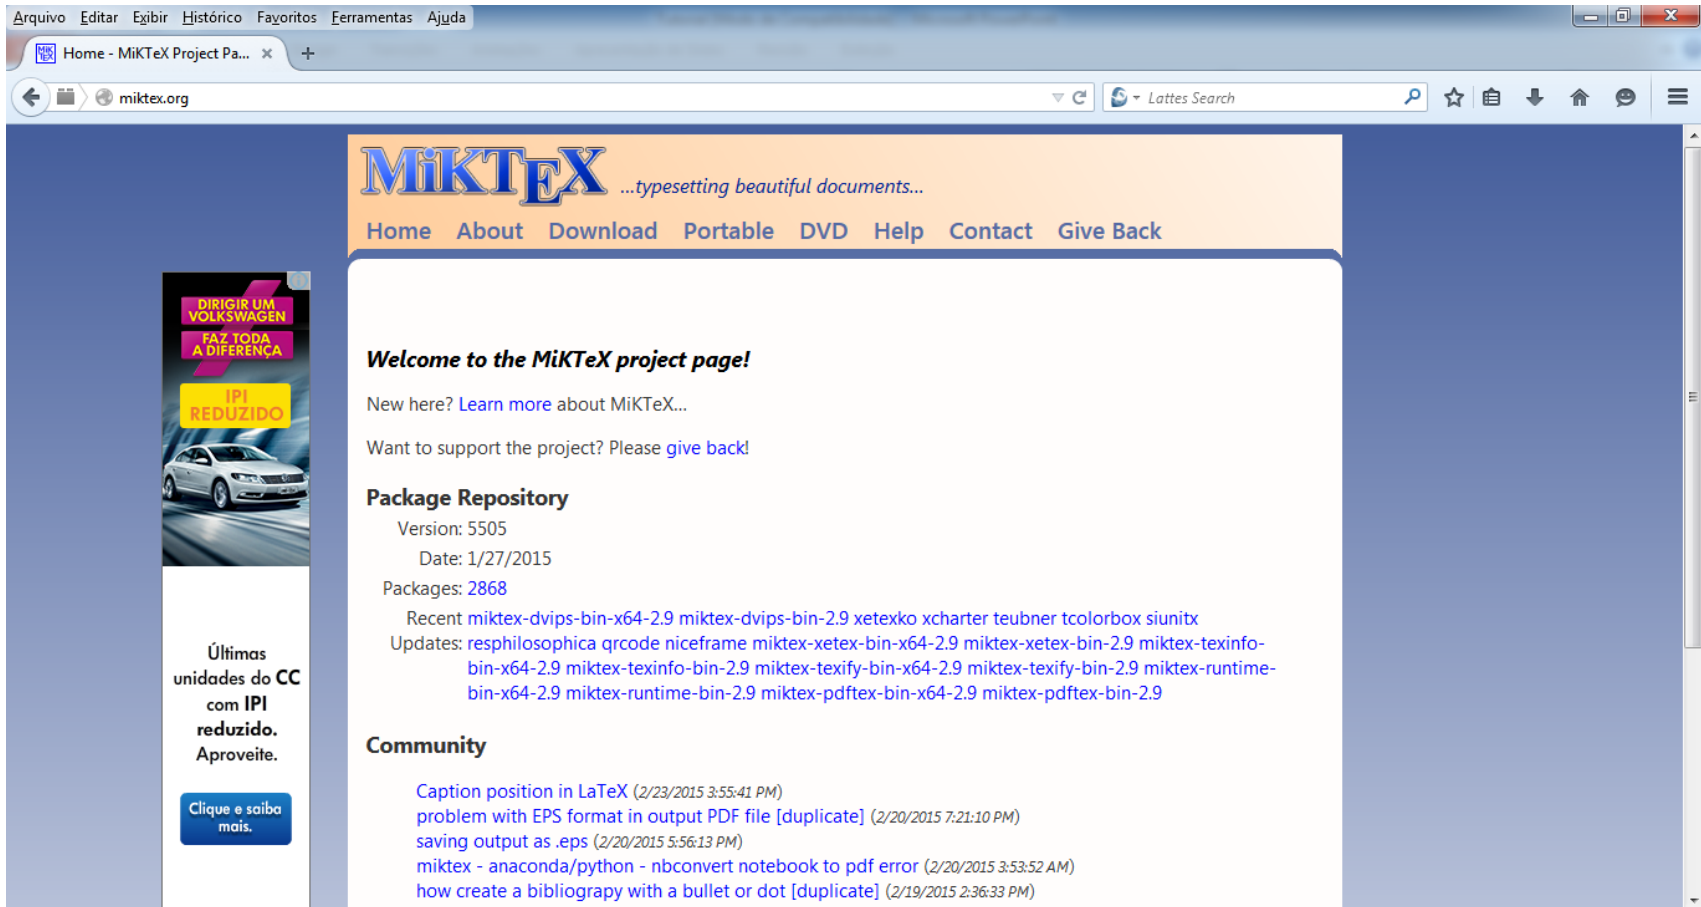 Arquivo Editar Exibir Histórico Favoritos Ferramentas Ajuda
Home - MiKTeX Project Pa...
miktex.org
Lattes Search
MiKTEX ...typesetting beautiful documents...
Home About Download Portable DVD Help Contact Give Back
DIRIGIR UM
VOLKSWAGEN
FAZ TODA
A DIFERENÇA
IPI
REDUZIDO
Últimas
unidades do CC
com IPI
reduzido.
Aproveite.
Clique e saiba
mais.
Welcome to the MiKTeX project page!
New here? Learn more about MiKTeX...
Want to support the project? Please give back!
Package Repository
Version: 5505
Date: 1/27/2015
Packages: 2868
Recent miktex-dvips-bin-x64-2.9 miktex-dvips-bin-2.9 xetexko xcharter teubner tcolorbox siunitx
Updates: resphilosophica qrcode niceframe miktex-xetex-bin-x64-2.9 miktex-xetex-bin-2.9 miktex-texinfo-
bin-x64-2.9 miktex-texinfo-bin-2.9 miktex-texify-bin-x64-2.9 miktex-texify-bin-2.9 miktex-runtime-
bin-x64-2.9 miktex-runtime-bin-2.9 miktex-pdftex-bin-x64-2.9 miktex-pdftex-bin-2.9
Community
Caption position in LaTeX (2/23/2015 3:55:41 PM)
problem with EPS format in output PDF file [duplicate] (2/20/2015 7:21:10 PM)
saving output as .eps (2/20/2015 5:56:13 PM)
miktex - anaconda/python - nbconvert notebook to pdf error (2/20/2015 3:53:52 AM)
how create a bibliograpy with a bullet or dot [duplicate] (2/19/2015 2:36:33 PM)